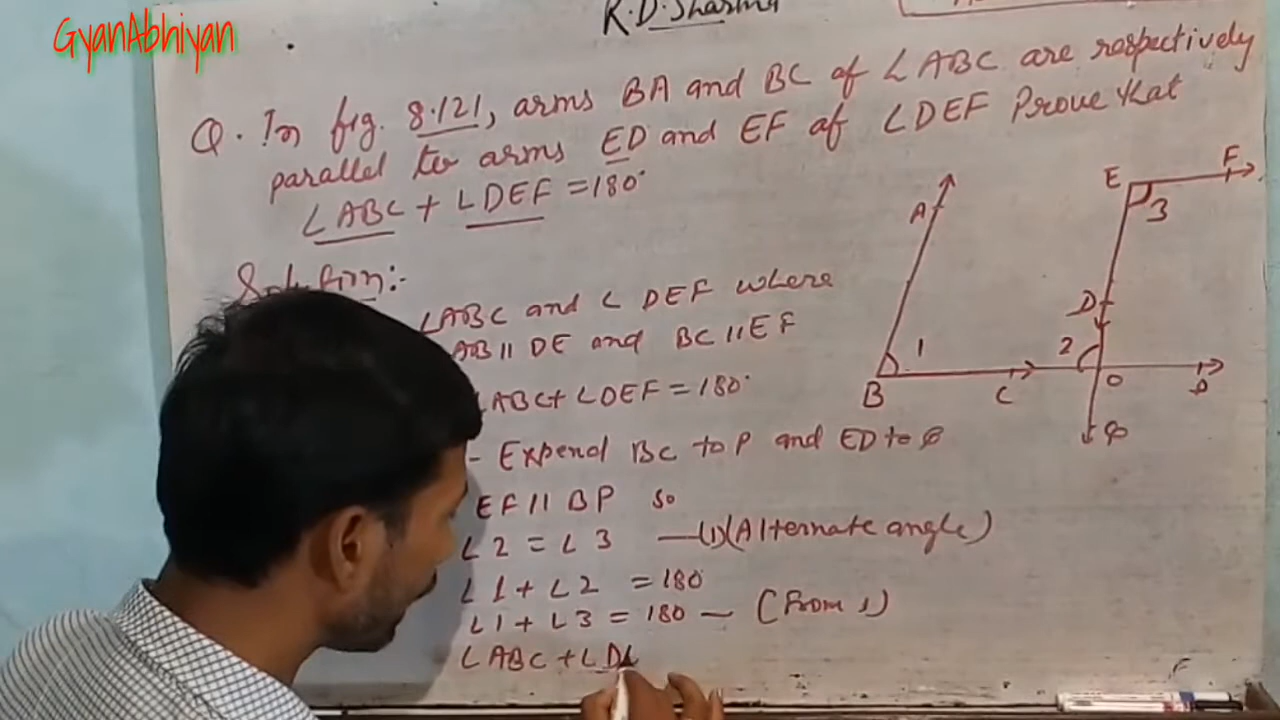 GyanAbhiyan
R.D.Sharma
Q. In fig. 8.121, arms BA and BC of ∠ABC are respectively
parallel to arms ED and EF of ∠DEF Prove that
∠ABC + ∠DEF = 180°
Solution:-
∠ABC and ∠DEF where
AB || DE and BC || EF
∠ABC + ∠DEF = 180°
- Expend BC to P and ED to Q
EF || BP so
∠2 = ∠3 —(1)(Alternate angle)
∠1 + ∠2 = 180
∠1 + ∠3 = 180 — (From 1)
∠ABC + ∠D
E F
3
A
D
1 2
B C O P
Q